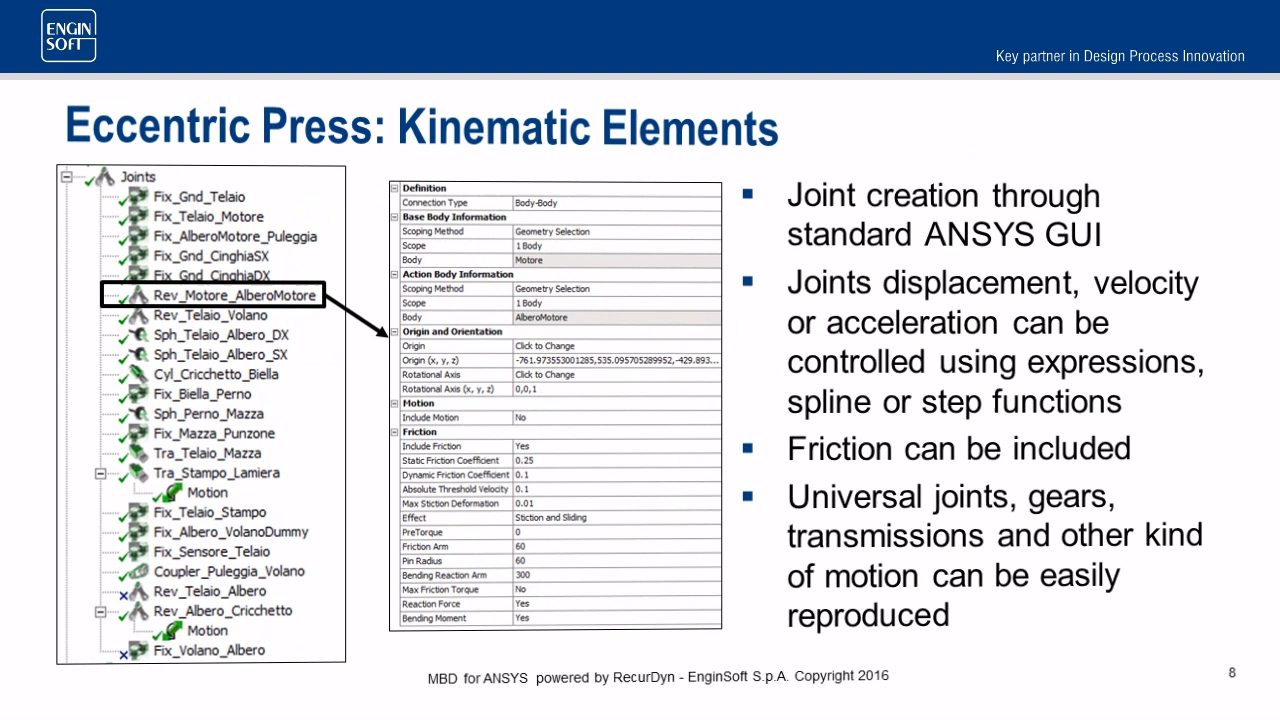 ENGIN
SOFT
Key partner in Design Process Innovation
Eccentric Press: Kinematic Elements
Joints
Fix_Gnd_Telaio
Fix_Telaio_Motore
Fix_AlberoMotore_Puleggia
Fix_Gnd_CinghiaSX
Fix_Gnd_CinghiaDX
Rev_Motore_AlberoMotore
Rev_Telaio_Volano
Sph_Telaio_Albero_DX
Sph_Telaio_Albero_SX
Cyl_Cricchetto_Biella
Fix_Biella_Perno
Sph_Perno_Mazza
Fix_Mazza_Punzone
Tra_Telaio_Mazza
Tra_Stampo_Lamiera
Motion
Fix_Telaio_Stampo
Fix_Albero_VolanoDummy
Fix_Sensore_Telaio
Coupler_Puleggia_Volano
Rev_Telaio_Albero
Rev_Albero_Cricchetto
Motion
Fix_Volano_Albero
Definition
Connection Type Body-Body
Base Body Information
Scoping Method Geometry Selection
Scope 1 Body
Body Motore
Action Body Information
Scoping Method Geometry Selection
Scope 1 Body
Body AlberoMotore
Origin and Orientation
Origin Click to Change
Origin (x, y, z) -761.973553001285,535.095705289952,-429.893...
Rotational Axis Click to Change
Rotational Axis (x, y, z) 0,0,1
Motion
Include Motion No
Friction
Include Friction Yes
Static Friction Coefficient 0.25
Dynamic Friction Coefficient 0.1
Absolute Threshold Velocity 0.1
Max Stiction Deformation 0.01
Effect Stiction and Sliding
PreTorque 0
Friction Arm 60
Pin Radius 60
Bending Reaction Arm 300
Max Friction Torque No
Reaction Force Yes
Bending Moment Yes
▪ Joint creation through
standard ANSYS GUI
▪ Joints displacement, velocity
or acceleration can be
controlled using expressions,
spline or step functions
▪ Friction can be included
▪ Universal joints, gears,
transmissions and other kind
of motion can be easily
reproduced
MBD for ANSYS powered by RecurDyn - EnginSoft S.p.A. Copyright 2016
8